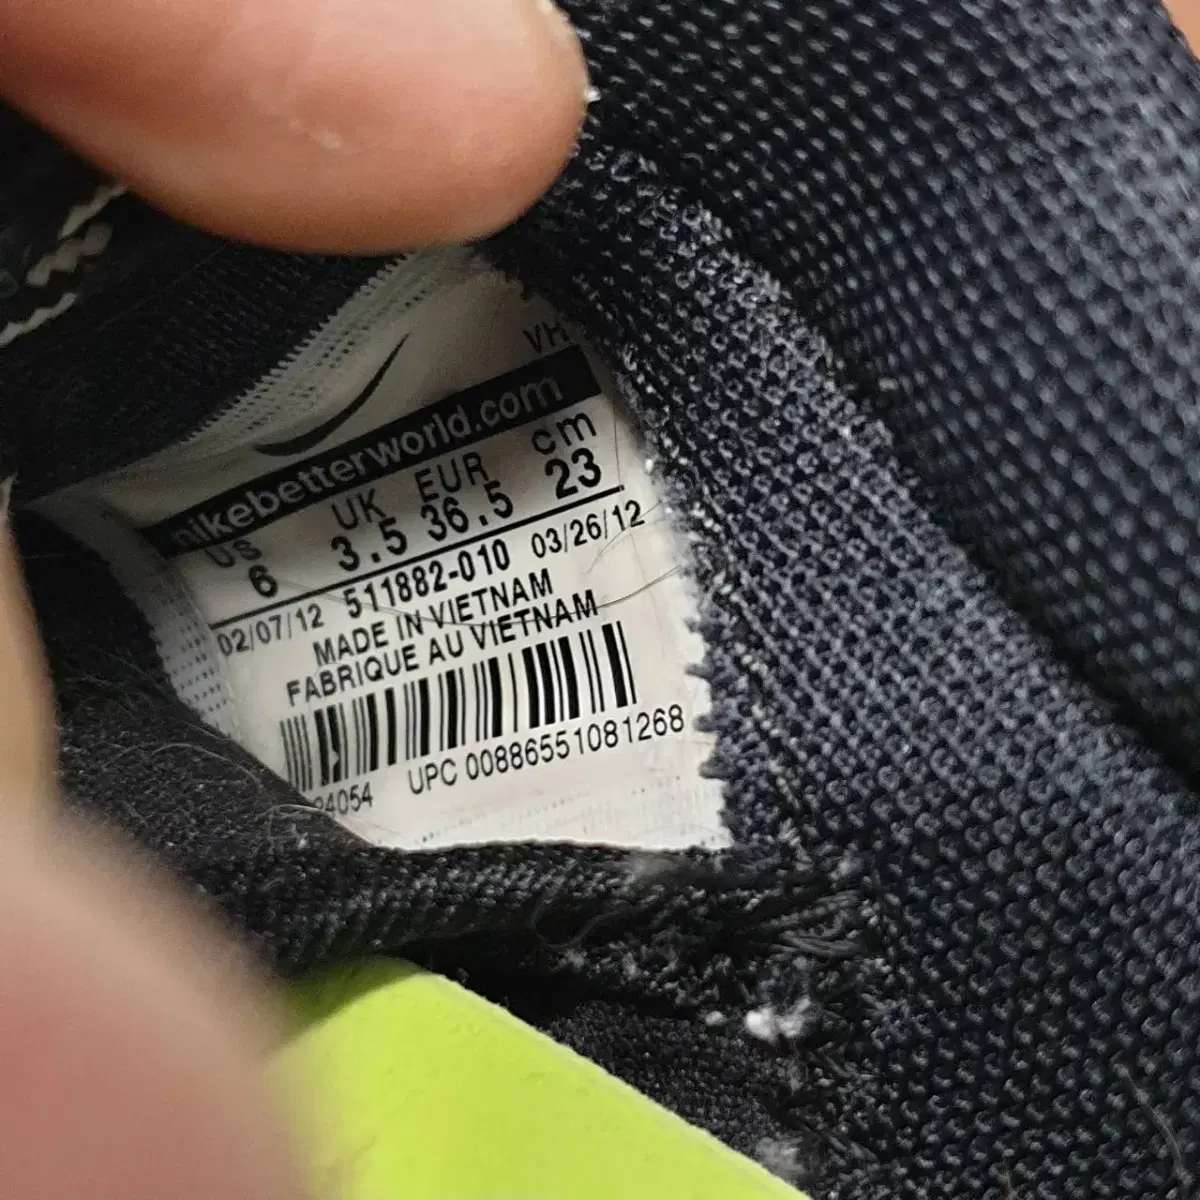 VH
nikebetterworld.com
US UK EUR cm
6 3.5 36.5 23
02/07/12 511882-010 03/26/12
MADE IN VIETNAM
FABRIQUE AU VIETNAM
UPC 00886551081268